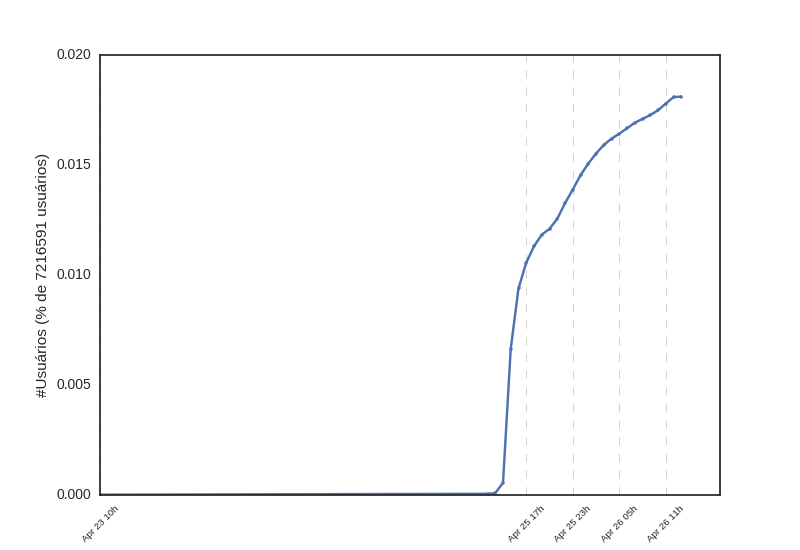 0.020
0.015
0.010
0.005
0.000
#Usuários (% de 7216591 usuários)
Apr 23 10h
Apr 25 17h
Apr 25 23h
Apr 26 05h
Apr 26 11h